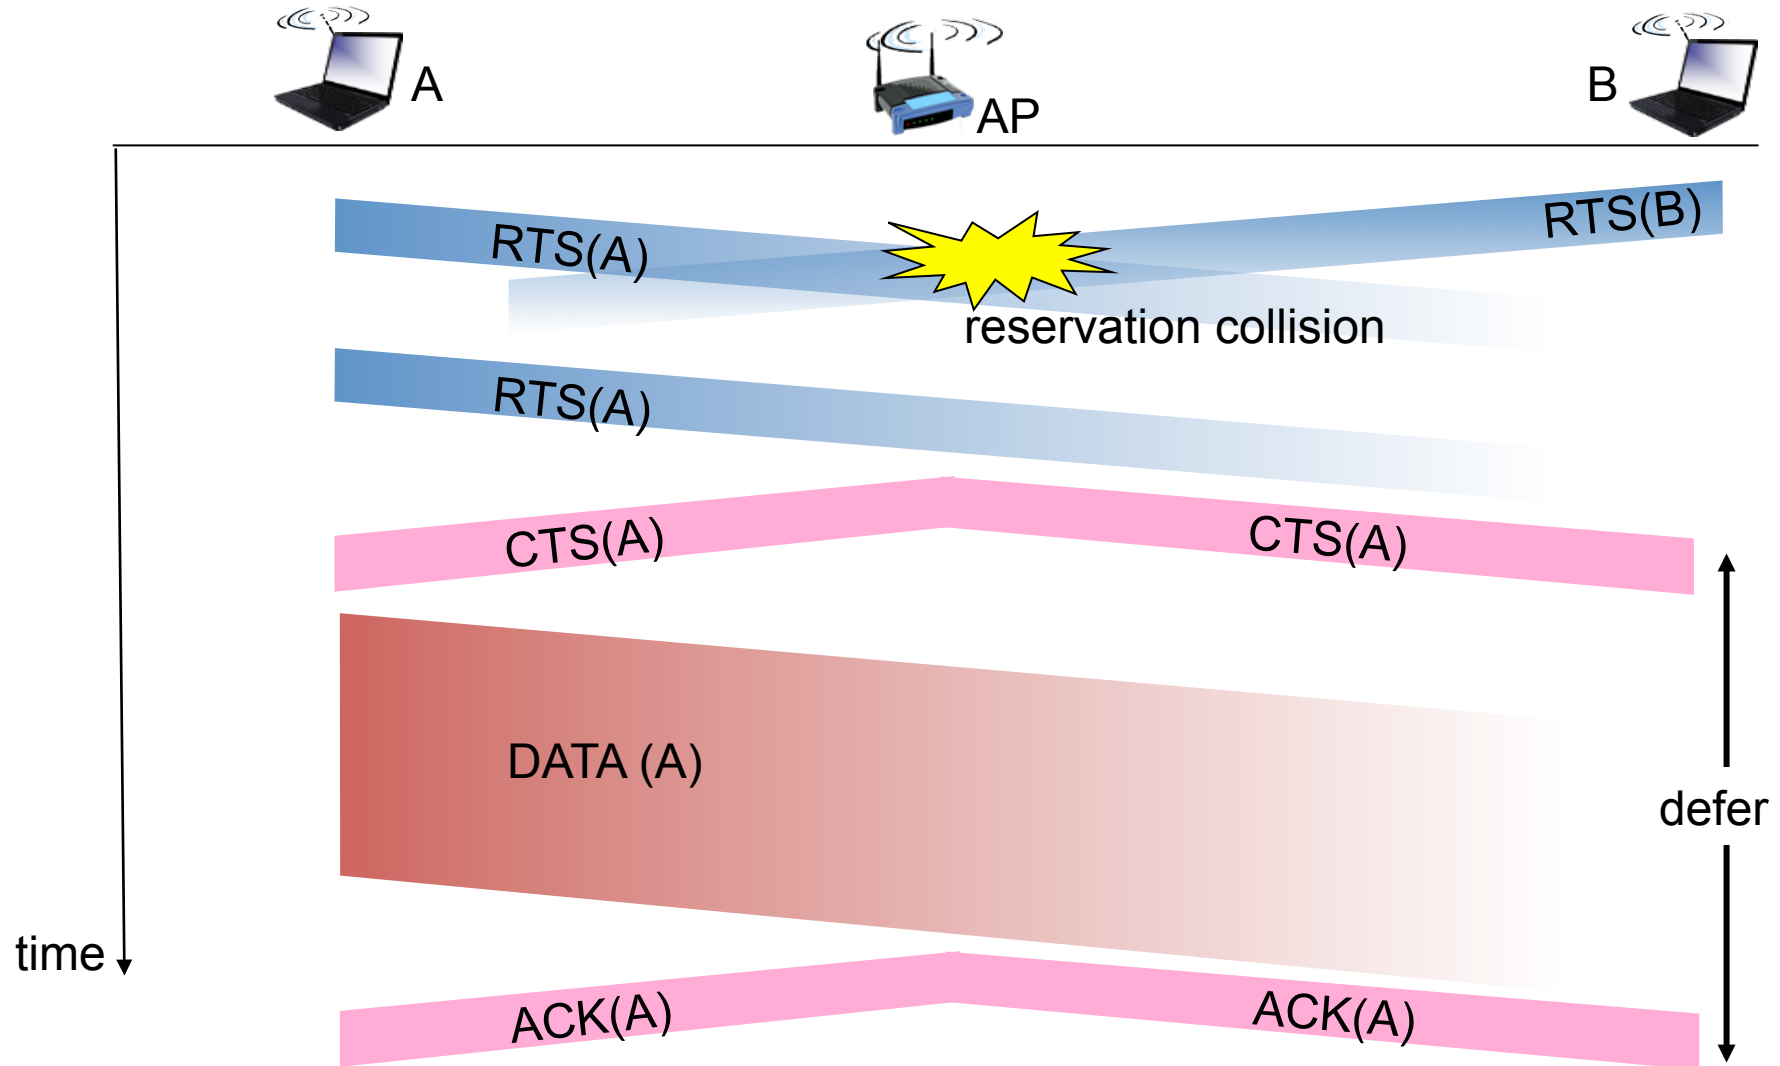 A
AP
B
RTS(A)
RTS(B)
reservation collision
RTS(A)
CTS(A)
CTS(A)
DATA (A)
defer
time
ACK(A)
ACK(A)